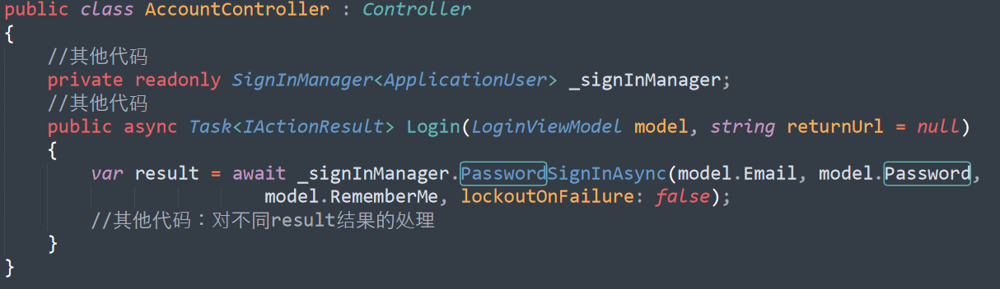 public class AccountController : Controller
{
    //其他代码
    private readonly SignInManager<ApplicationUser> _signInManager;
    //其他代码
    public async Task<IActionResult> Login(LoginViewModel model, string returnUrl = null)
    {
        var result = await _signInManager.PasswordSignInAsync(model.Email, model.Password,
                        model.RememberMe, lockoutOnFailure: false);
        //其他代码：对不同result结果的处理
    }
}